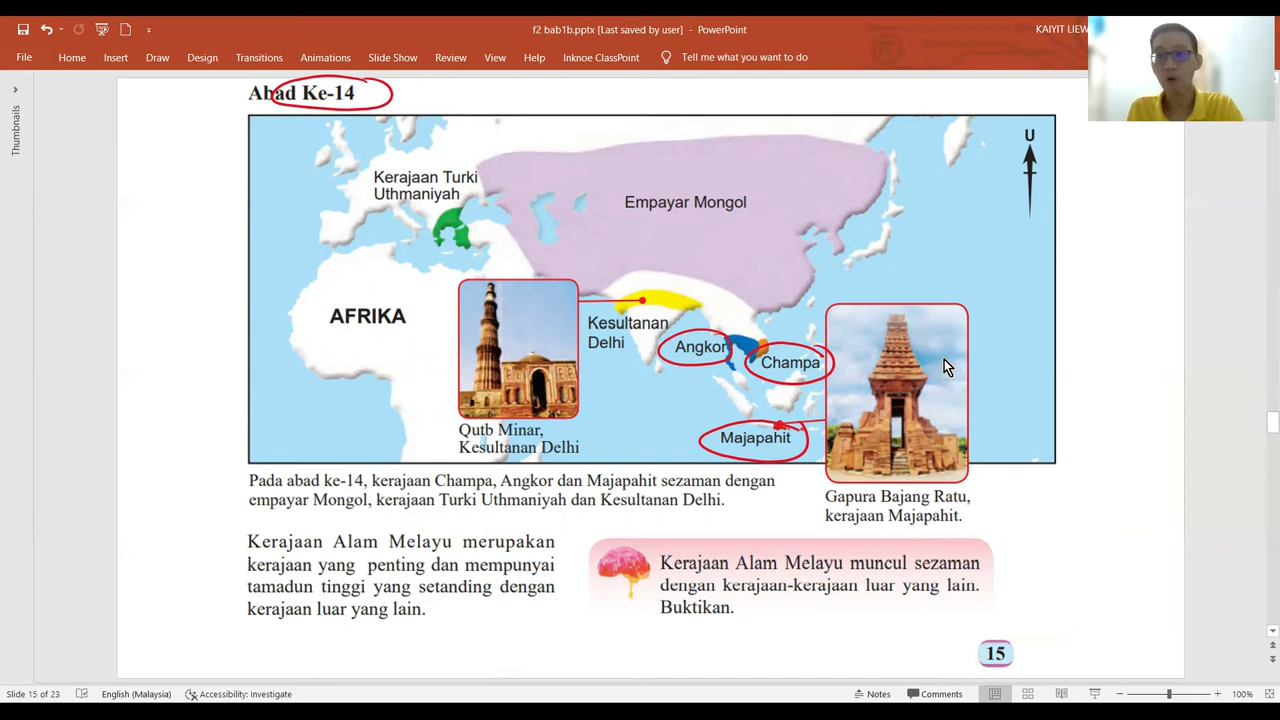 f2 bab1b.pptx [Last saved by user] - PowerPoint
KAIYIT LIEW
File Home Insert Draw Design Transitions Animations Slide Show Review View Help Inknoe ClassPoint Tell me what you want to do
Thumbnails
Abad Ke-14
U
Kerajaan Turki
Uthmaniyah
Empayar Mongol
AFRIKA
Kesultanan
Delhi
Angkor
Champa
Majapahit
Qutb Minar,
Kesultanan Delhi
Pada abad ke-14, kerajaan Champa, Angkor dan Majapahit sezaman dengan
empayar Mongol, kerajaan Turki Uthmaniyah dan Kesultanan Delhi.
Gapura Bajang Ratu,
kerajaan Majapahit.
Kerajaan Alam Melayu merupakan
kerajaan yang penting dan mempunyai
tamadun tinggi yang setanding dengan
kerajaan luar yang lain.
Kerajaan Alam Melayu muncul sezaman
dengan kerajaan-kerajaan luar yang lain.
Buktikan.
15
Slide 15 of 23 English (Malaysia) Accessibility: Investigate Notes Comments 100%